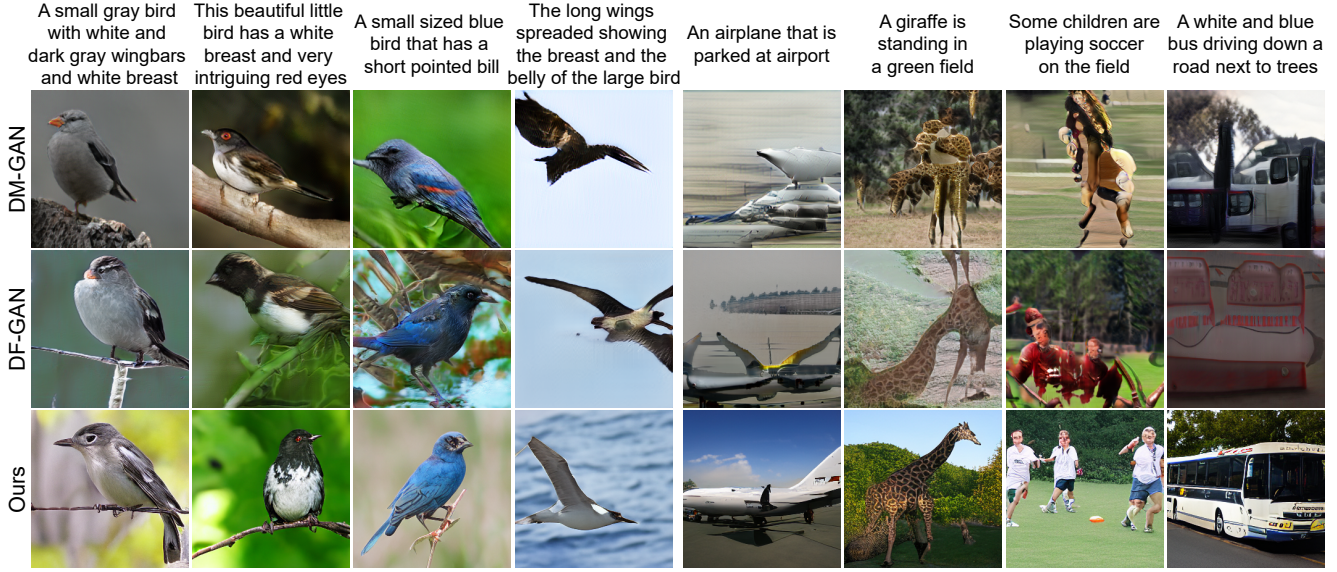 A small gray bird
with white and
dark gray wingbars
and white breast
This beautiful little
bird has a white
breast and very
intriguing red eyes
A small sized blue
bird that has a
short pointed bill
The long wings
spreaded showing
the breast and the
belly of the large bird
An airplane that is
parked at airport
A giraffe is
standing in
a green field
Some children are
playing soccer
on the field
A white and blue
bus driving down a
road next to trees
DM-GAN
DF-GAN
Ours